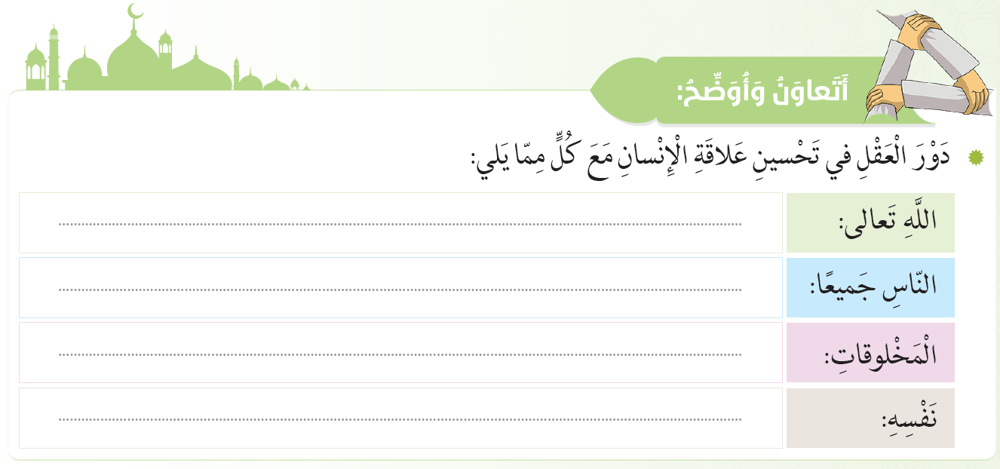 أَتَعاوَنُ وَأُوَضِّحُ:
دَوْرَ الْعَقْلِ في تَحْسينِ عَلاقَةِ الْإِنْسانِ مَعَ كُلٍّ مِمّا يَلي:
اللَّهِ تَعالى:
النّاسِ جَميعًا:
الْمَخْلوقاتِ:
نَفْسِهِ: